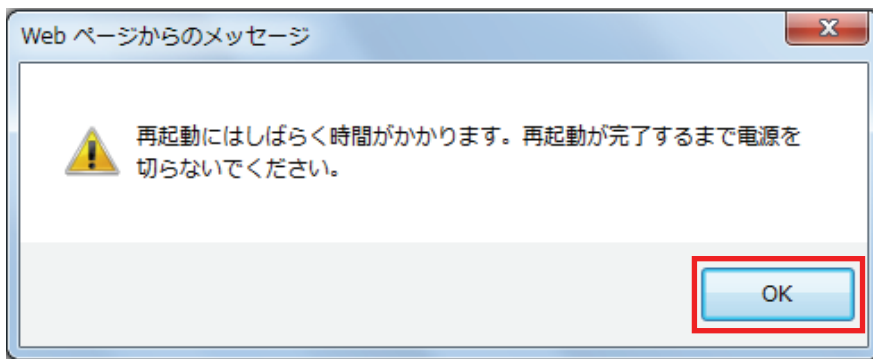 Web ページからのメッセージ
再起動にはしばらく時間がかかります。再起動が完了するまで電源を
切らないでください。
OK